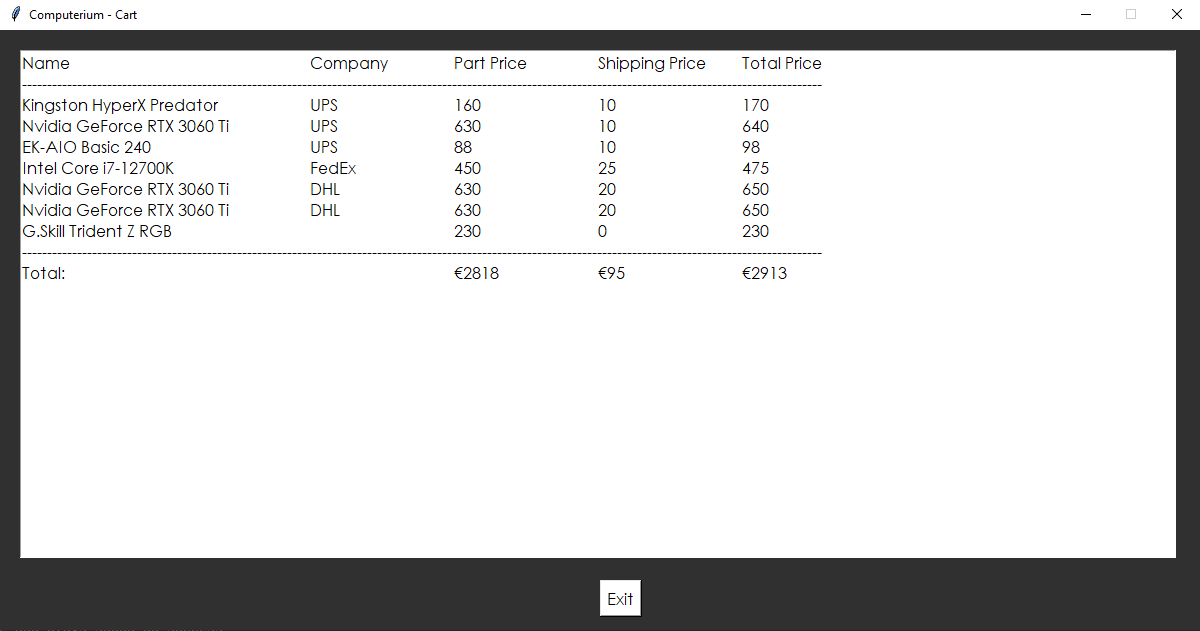 Computerium - Cart
Name Company Part Price Shipping Price Total Price
Kingston HyperX Predator UPS 160 10 170
Nvidia GeForce RTX 3060 Ti UPS 630 10 640
EK-AIO Basic 240 UPS 88 10 98
Intel Core i7-12700K FedEx 450 25 475
Nvidia GeForce RTX 3060 Ti DHL 630 20 650
Nvidia GeForce RTX 3060 Ti DHL 630 20 650
G.Skill Trident Z RGB 230 0 230
Total: €2818 €95 €2913
Exit